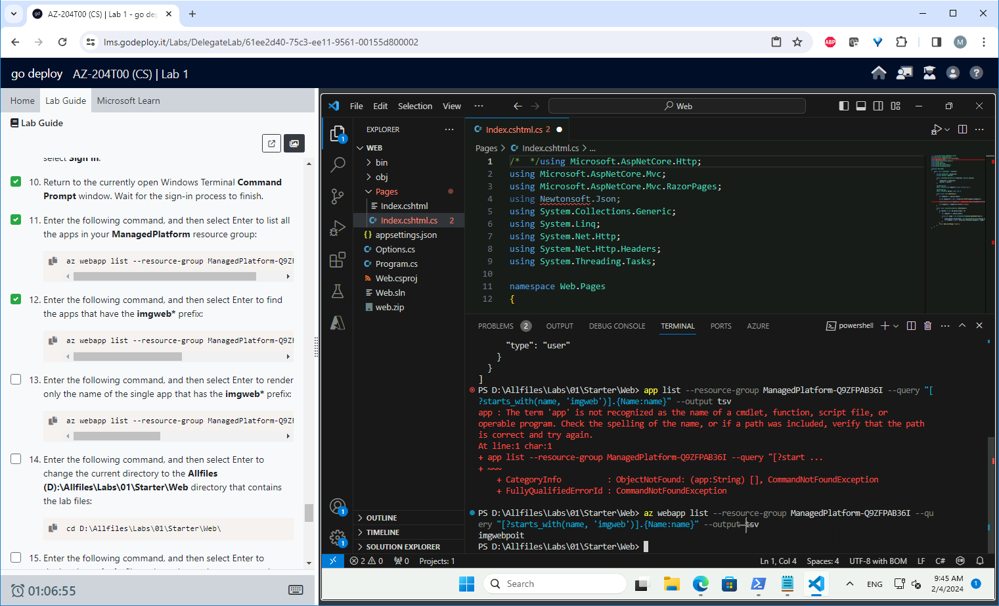 AZ-204T00 (CS) | Lab 1 - go de
lms.godeploy.it/Labs/DelegateLab/61ee2d40-75c3-ee11-9561-00155d800002
ABP
M
go deploy AZ-204T00 (CS) | Lab 1
Home Lab Guide Microsoft Learn
Lab Guide
select Sign in.
10. Return to the currently open Windows Terminal Command
Prompt window. Wait for the sign-in process to finish.
11. Enter the following command, and then select Enter to list all
the apps in your ManagedPlatform resource group:
az webapp list --resource-group ManagedPlatform-Q9ZF
12. Enter the following command, and then select Enter to find
the apps that have the imgweb* prefix:
az webapp list --resource-group ManagedPlatform-Q9ZF
13. Enter the following command, and then select Enter to render
only the name of the single app that has the imgweb* prefix:
az webapp list --resource-group ManagedPlatform-Q9ZF
14. Enter the following command, and then select Enter to
change the current directory to the Allfiles
(D):\Allfiles\Labs\01\Starter\Web directory that contains
the lab files:
cd D:\Allfiles\Labs\01\Starter\Web\
15. Enter the following command, and then select Enter to
01:06:55
File Edit Selection View ··· Web
EXPLORER ···
WEB
bin
obj
Pages
Index.cshtml
Index.cshtml.cs 2
appsettings.json
Options.cs
Program.cs
Web.csproj
Web.sln
web.zip
OUTLINE
TIMELINE
SOLUTION EXPLORER
1
1
1
Index.cshtml.cs 2
Pages > Index.cshtml.cs > ...
1 /*  */using Microsoft.AspNetCore.Http;
2 using Microsoft.AspNetCore.Mvc;
3 using Microsoft.AspNetCore.Mvc.RazorPages;
4 using Newtonsoft.Json;
5 using System.Collections.Generic;
6 using System.Linq;
7 using System.Net.Http;
8 using System.Net.Http.Headers;
9 using System.Threading.Tasks;
10
11 namespace Web.Pages
12 {
PROBLEMS 2 OUTPUT DEBUG CONSOLE TERMINAL PORTS AZURE powershell
"type": "user"
}
}
]
PS D:\Allfiles\Labs\01\Starter\Web> app list --resource-group ManagedPlatform-Q9ZFPAB36I --query "[
?starts_with(name, 'imgweb')].{Name:name}" --output tsv
app : The term 'app' is not recognized as the name of a cmdlet, function, script file, or
operable program. Check the spelling of the name, or if a path was included, verify that the path
is correct and try again.
At line:1 char:1
+ app list --resource-group ManagedPlatform-Q9ZFPAB36I --query "[?start ...
+ ~~~
+ CategoryInfo : ObjectNotFound: (app:String) [], CommandNotFoundException
+ FullyQualifiedErrorId : CommandNotFoundException
PS D:\Allfiles\Labs\01\Starter\Web> az webapp list --resource-group ManagedPlatform-Q9ZFPAB36I --qu
ery "[?starts_with(name, 'imgweb')].{Name:name}" --output tsv
imgwebpoit
PS D:\Allfiles\Labs\01\Starter\Web>
2 0 0 Projects: 1 Ln 1, Col 4 Spaces: 4 UTF-8 with BOM LF C#
Search ENG 9:45 AM
2/4/2024 1